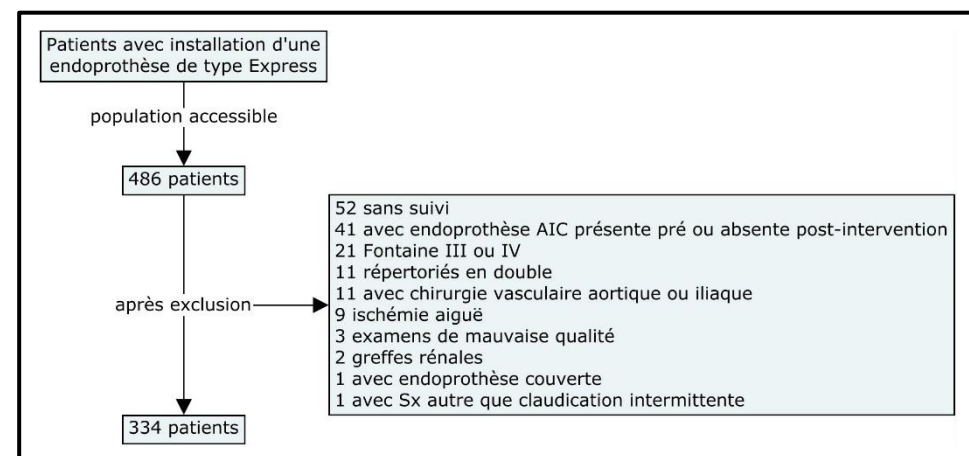 Patients avec installation d'une
endoprothèse de type Express
population accessible
486 patients
52 sans suivi
41 avec endoprothèse AIC présente pré ou absente post-intervention
21 Fontaine III ou IV
11 répertoriés en double
11 avec chirurgie vasculaire aortique ou iliaque
9 ischémie aiguë
3 examens de mauvaise qualité
2 greffes rénales
1 avec endoprothèse couverte
1 avec Sx autre que claudication intermittente
après exclusion
334 patients